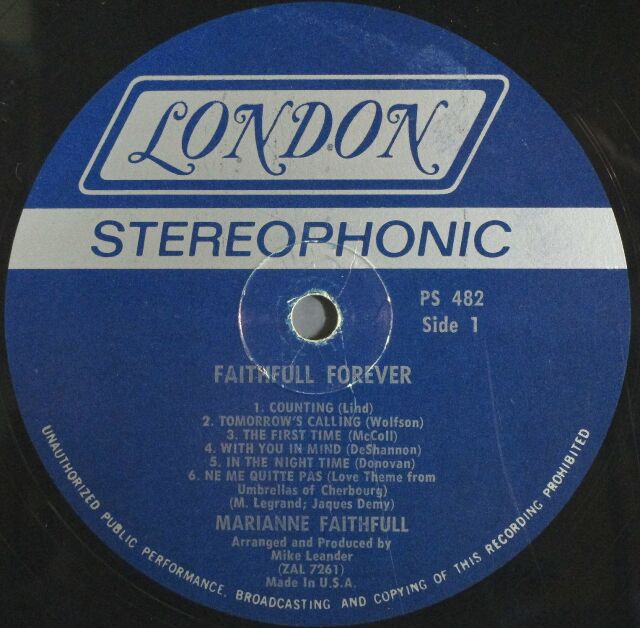 LONDON
STEREOPHONIC
PS 482
Side 1
FAITHFULL FOREVER
1. COUNTING (Lind)
2. TOMORROW'S CALLING (Wolfson)
3. THE FIRST TIME (McColl)
4. WITH YOU IN MIND (DeShannon)
5. IN THE NIGHT TIME (Donovan)
6. NE ME QUITTE PAS (Love Theme from
Umbrellas of Cherbourg)
(M. Legrand; Jaques Demy)
MARIANNE FAITHFULL
Arranged and Produced by
Mike Leander
(ZAL 7261)
Made in U.S.A.
UNAUTHORIZED PUBLIC PERFORMANCE, BROADCASTING AND COPYING OF THIS RECORDING PROHIBITED